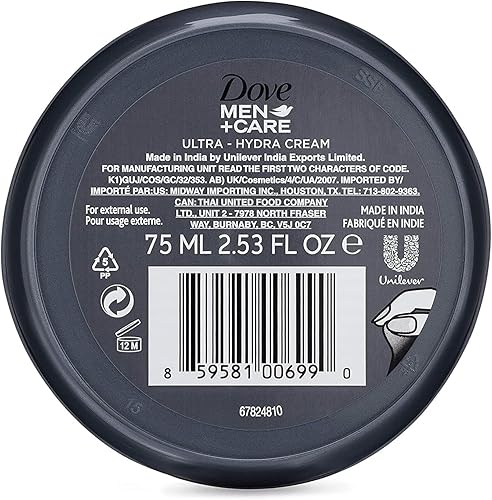 Dove
MEN
+CARE
ULTRA - HYDRA CREAM
Made in India by Unilever India Exports Limited.
FOR MANUFACTURING UNIT READ THE FIRST TWO CHARACTERS OF CODE.
K1)GUJ/COS/GC/32/353. AB) UK/Cosmetics/4/C/UA/2007. IMPORTED BY/
IMPORTÉ PAR:US: MIDWAY IMPORTING INC., HOUSTON, TX, TEL: 713-802-9363.
CAN: THAI UNITED FOOD COMPANY
LTD., UNIT 2 - 7978 NORTH FRASER
WAY, BURNABY, BC, V5J 0C7
For external use.
Pour usage externe.
MADE IN INDIA
FABRIQUÉ EN INDIE
75 ML 2.53 FL OZ e
5
PP
Unilever
12 M
8 59581 00699 0
67824810
15